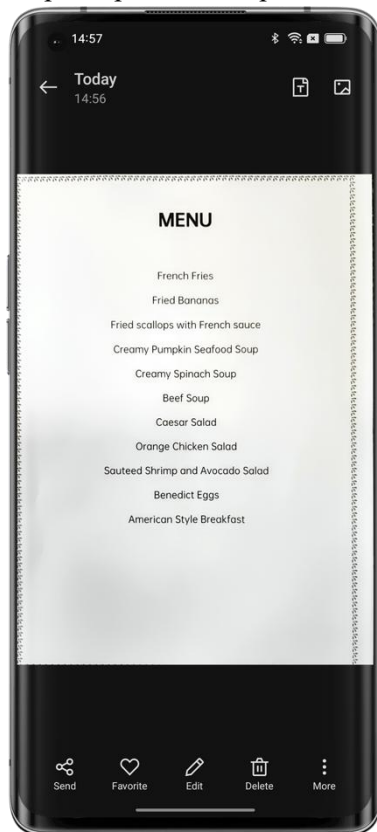 14:57
Today
14:56
MENU
French Fries
Fried Bananas
Fried scallops with French sauce
Creamy Pumpkin Seafood Soup
Creamy Spinach Soup
Beef Soup
Caesar Salad
Orange Chicken Salad
Sauteed Shrimp and Avocado Salad
Benedict Eggs
American Style Breakfast
Send Favorite Edit Delete More